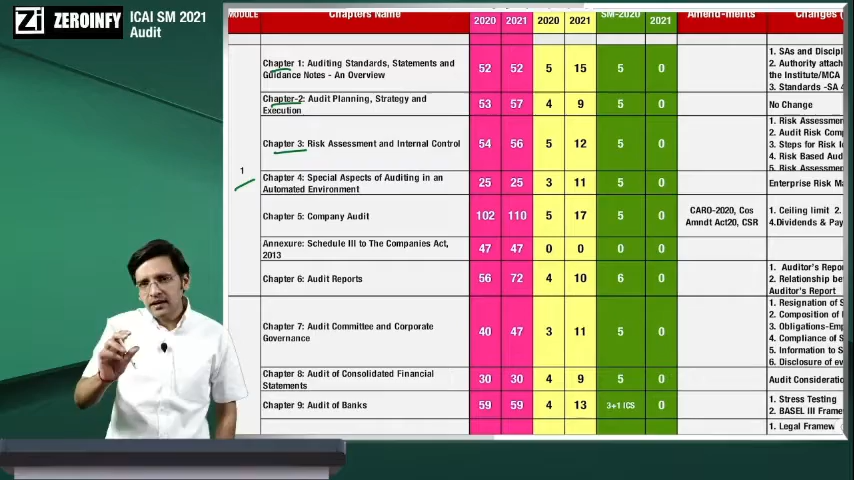 Zi ZEROINFY
ICAI SM 2021
Audit
MODULE Chapters Name 2020 2021 2020 2021 SM-2020 2021 Amend-ments Changes (
1
Chapter 1: Auditing Standards, Statements and
Guidance Notes - An Overview
52 52 5 15 5 0
1. SAs and Discipl
2. Authority attach
the Institute/MCA
3. Standards -SA 4
Chapter-2: Audit Planning, Strategy and
Execution
53 57 4 9 5 0
No Change
Chapter 3: Risk Assessment and Internal Control
54 56 5 12 5 0
1. Risk Assessmen
2. Audit Risk Comp
3. Steps for Risk I
4. Risk Based Aud
5. Risk Assessmen
Chapter 4: Special Aspects of Auditing in an
Automated Environment
25 25 3 11 5 0
Enterprise Risk Ma
Chapter 5: Company Audit
102 110 5 17 5 0
CARO-2020, Cos
Amndt Act20, CSR
1. Ceiling limit 2.
4.Dividends & Pay
Annexure: Schedule III to The Companies Act,
2013
47 47 0 0 0 0
Chapter 6: Audit Reports
56 72 4 10 6 0
1. Auditor's Repo
2. Relationship be
Auditor's Report
Chapter 7: Audit Committee and Corporate
Governance
40 47 3 11 5 0
1. Resignation of S
2. Composition of
3. Obligations-Emp
4. Compliance of S
5. Information to S
6. Disclosure of ev
Chapter 8: Audit of Consolidated Financial
Statements
30 30 4 9 5 0
Audit Consideratio
Chapter 9: Audit of Banks
59 59 4 13 3+1 ICS 0
1. Stress Testing
2. BASEL III Frame
1. Legal Framew